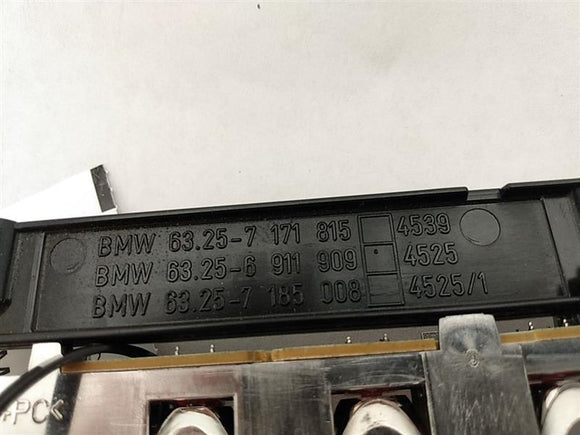 BMW 63.25-7 171 815 4539
BMW 63.25-6 911 909 4525
BMW 63.25-7 185 008 4525/1
>PC<